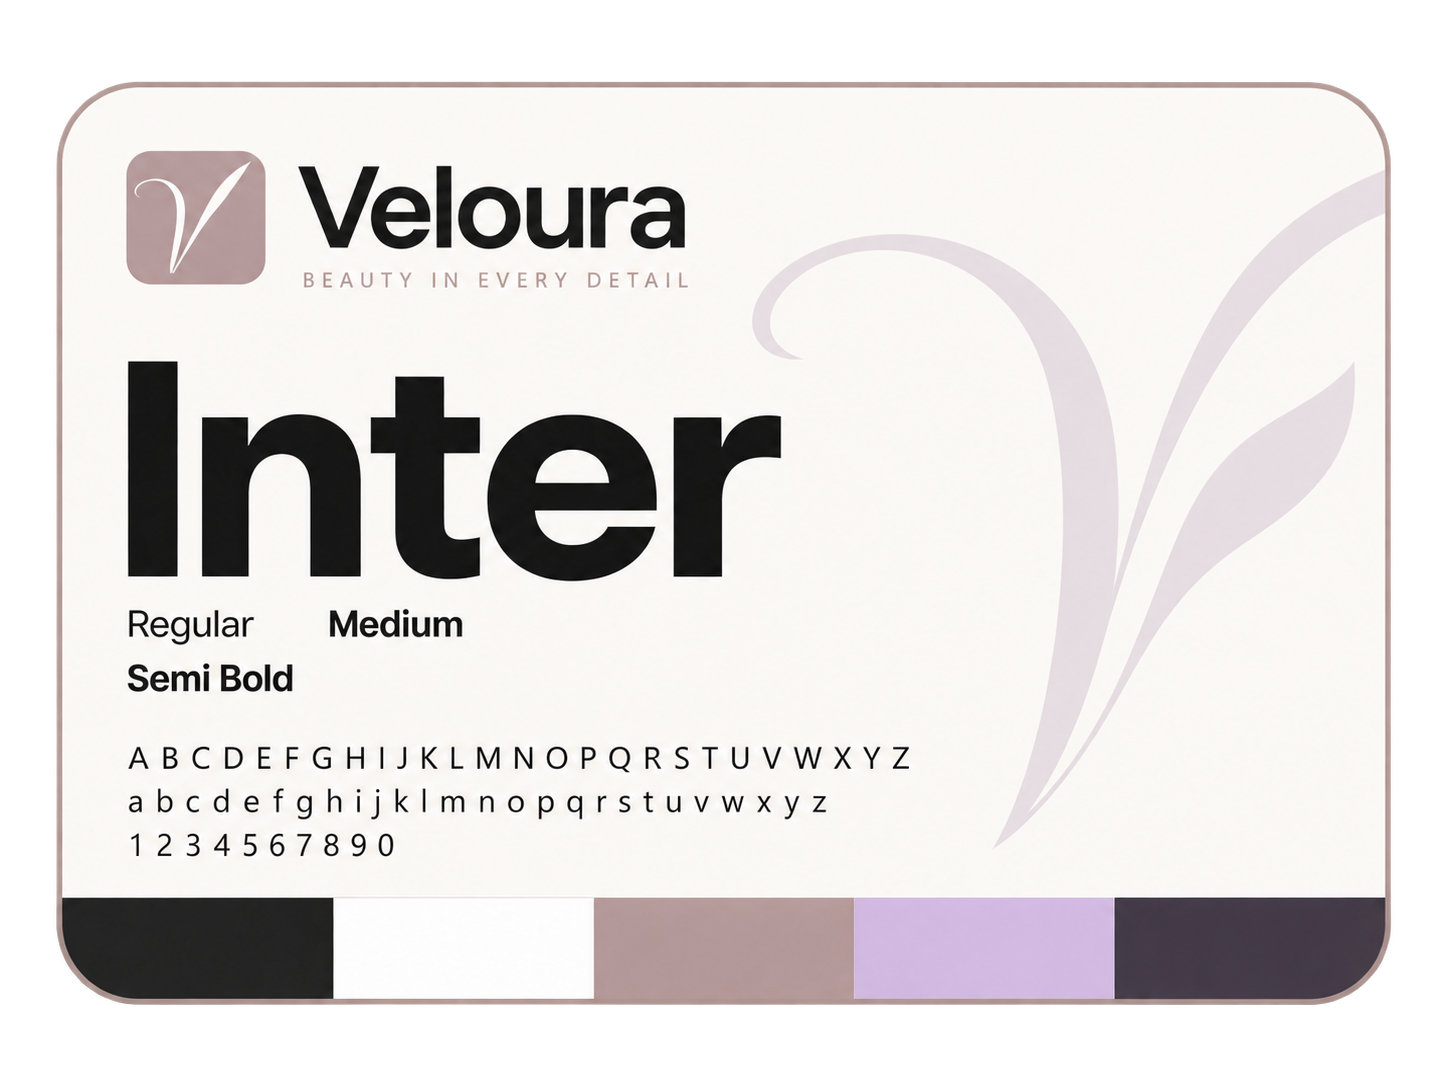 Veloura
BEAUTY IN EVERY DETAIL
Inter
Regular Medium
Semi Bold
A B C D E F G H I J K L M N O P Q R S T U V W X Y Z
a b c d e f g h i j k l m n o p q r s t u v w x y z
1 2 3 4 5 6 7 8 9 0